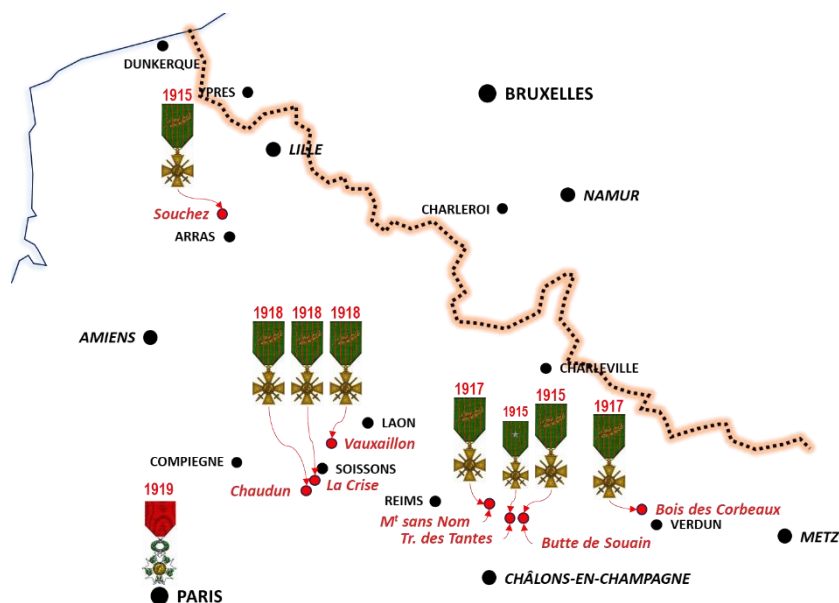 DUNKERQUE
YPRES
1915
BRUXELLES
LILLE
NAMUR
Souchez
CHARLEROI
ARRAS
AMIENS
1918
1918
1918
CHARLEVILLE
1917
1915
1915
1917
LAON
Vauxaillon
COMPIEGNE
SOISSONS
Chaudun
La Crise
REIMS
Mt sans Nom
Tr. des Tantes
Butte de Souain
Bois des Corbeaux
VERDUN
METZ
1919
CHÂLONS-EN-CHAMPAGNE
PARIS